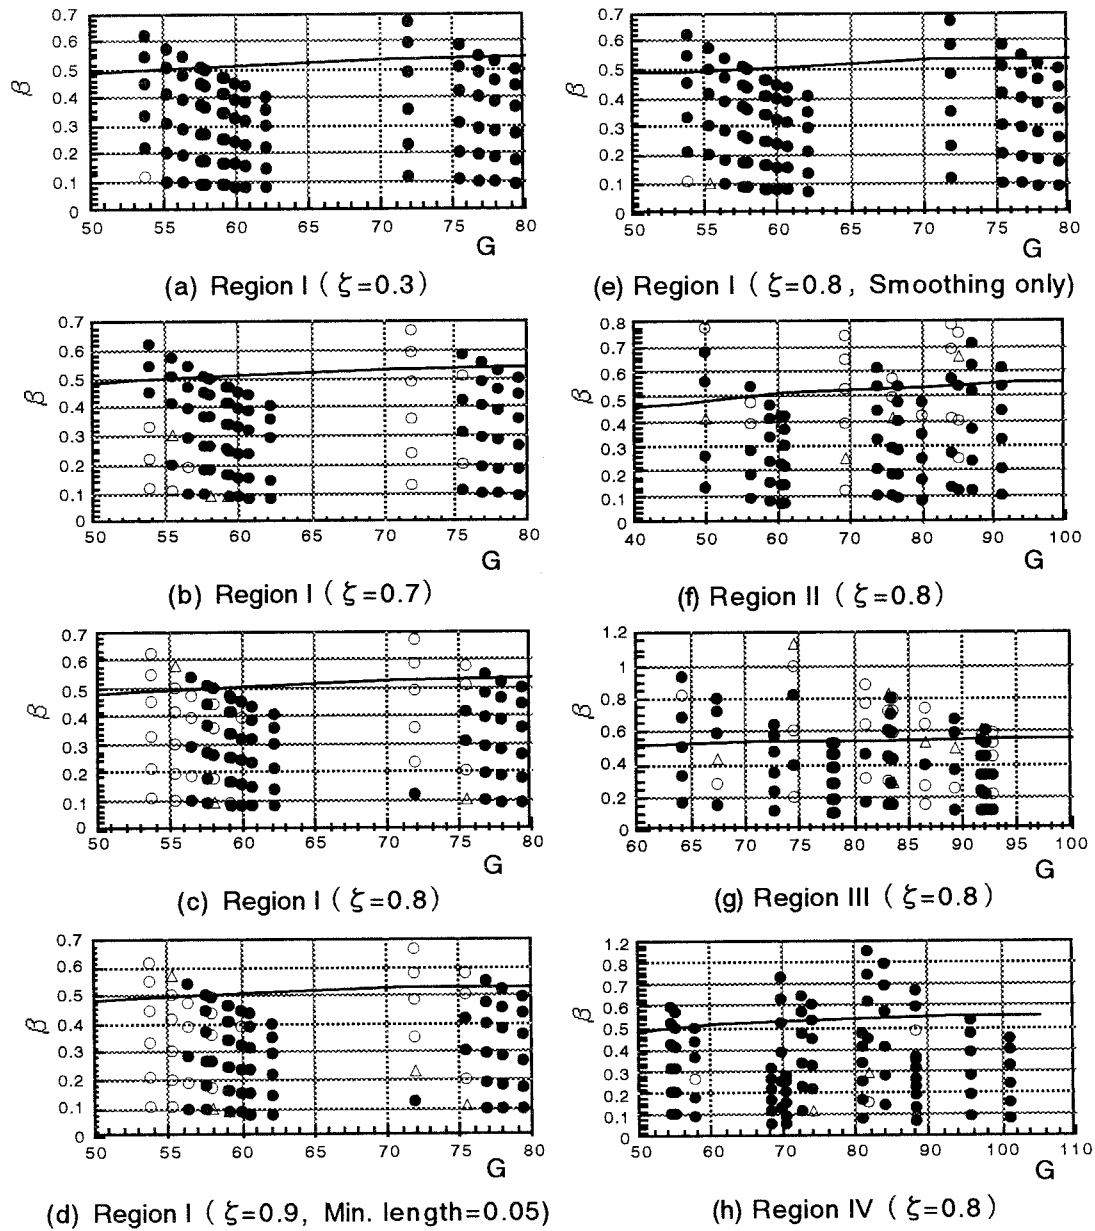 0.7
0.6
0.5
0.4
0.3
0.2
0.1
0
β
50 55 60 65 70 75 80
G
(a) Region I ( ζ=0.3 )
0.7
0.6
0.5
0.4
0.3
0.2
0.1
0
β
50 55 60 65 70 75 80
G
(b) Region I ( ζ=0.7 )
0.7
0.6
0.5
0.4
0.3
0.2
0.1
0
β
50 55 60 65 70 75 80
G
(c) Region I ( ζ=0.8 )
0.7
0.6
0.5
0.4
0.3
0.2
0.1
0
β
50 55 60 65 70 75 80
G
(d) Region I ( ζ=0.9, Min. length=0.05)
0.7
0.6
0.5
0.4
0.3
0.2
0.1
0
β
50 55 60 65 70 75 80
G
(e) Region I ( ζ=0.8 , Smoothing only)
0.8
0.7
0.6
0.5
0.4
0.3
0.2
0.1
0
β
40 50 60 70 80 90 100
G
(f) Region II ( ζ=0.8 )
1.2
1
0.8
0.6
0.4
0.2
0
β
60 65 70 75 80 85 90 95 100
G
(g) Region III ( ζ=0.8 )
1.2
0.8
0.7
0.6
0.5
0.4
0.3
0.2
0.1
0
β
50 60 70 80 90 100 110
G
(h) Region IV ( ζ=0.8 )